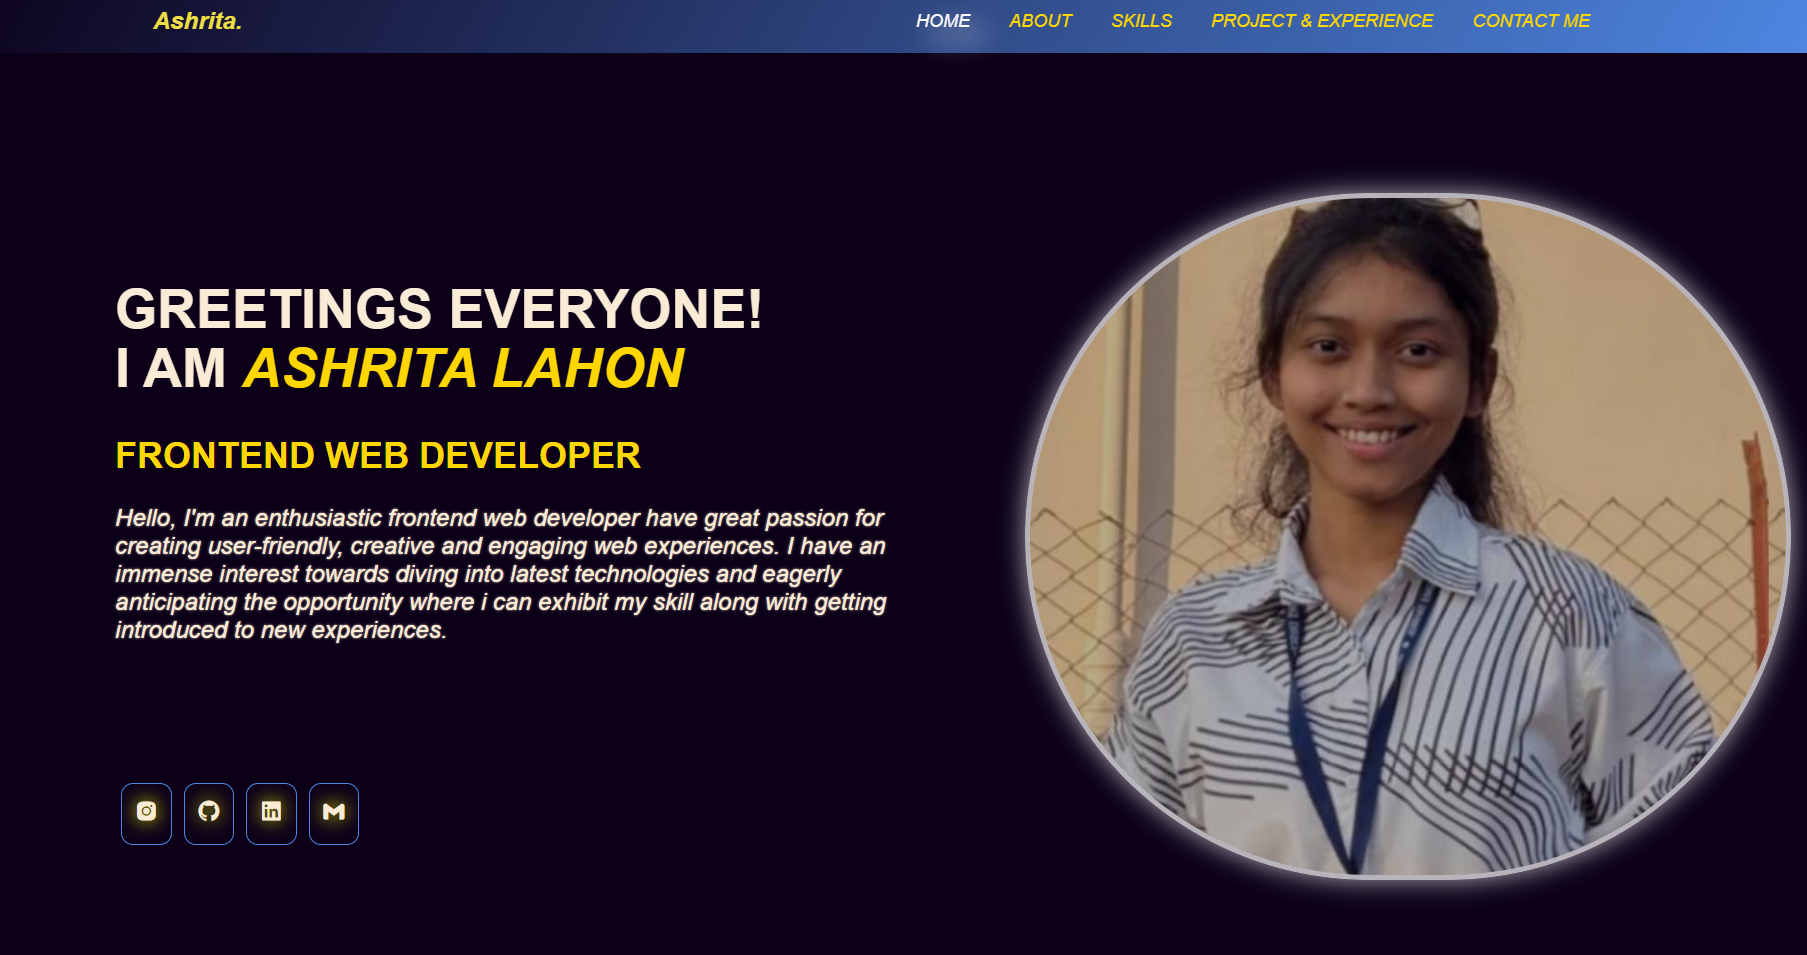 Ashrita.
HOME ABOUT SKILLS PROJECT & EXPERIENCE CONTACT ME
GREETINGS EVERYONE!
I AM ASHRITA LAHON
FRONTEND WEB DEVELOPER
Hello, I'm an enthusiastic frontend web developer have great passion for
creating user-friendly, creative and engaging web experiences. I have an
immense interest towards diving into latest technologies and eagerly
anticipating the opportunity where i can exhibit my skill along with getting
introduced to new experiences.